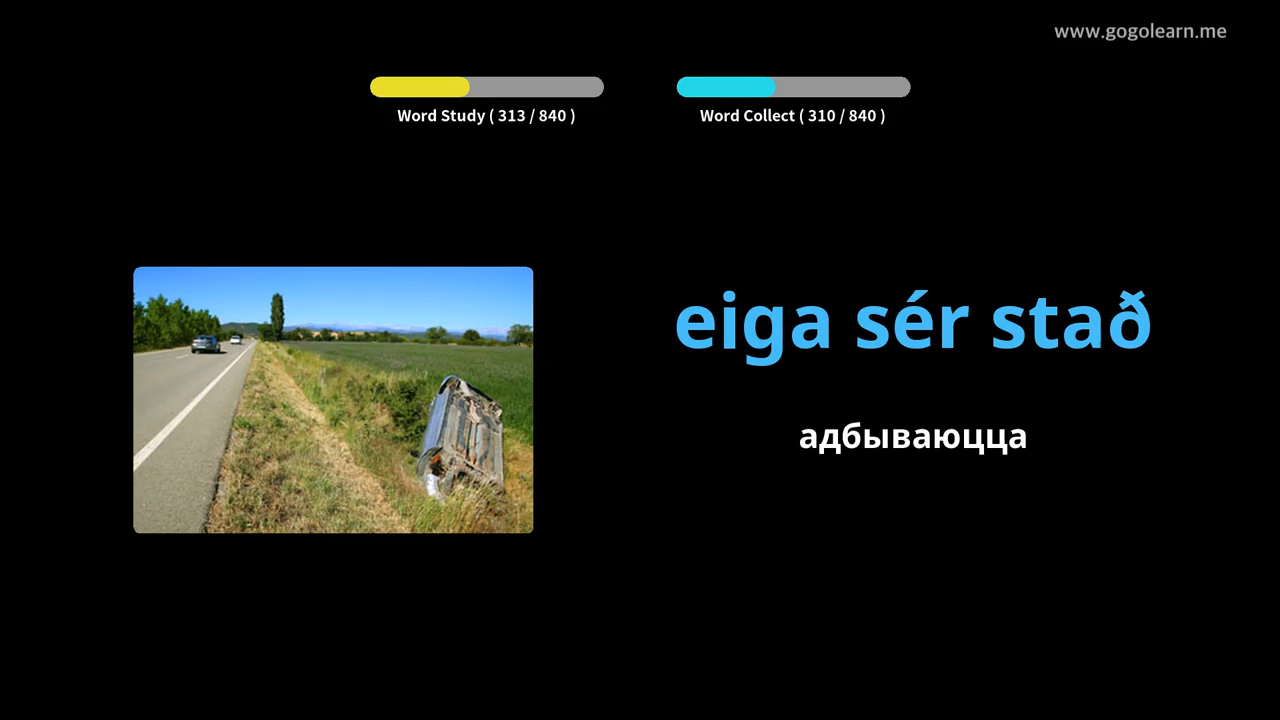 www.gogolearn.me
Word Study ( 313 / 840 )
Word Collect ( 310 / 840 )
eiga sér stað
адбываюцца